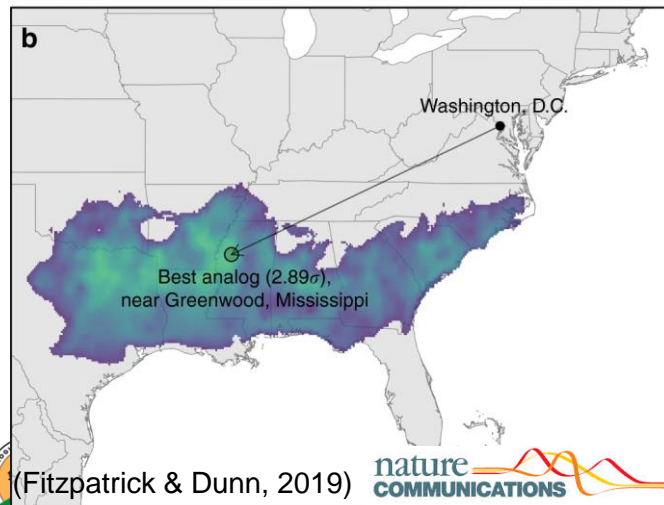 b
Washington, D.C.
Best analog (2.89σ),
near Greenwood, Mississippi
(Fitzpatrick & Dunn, 2019)
nature
COMMUNICATIONS